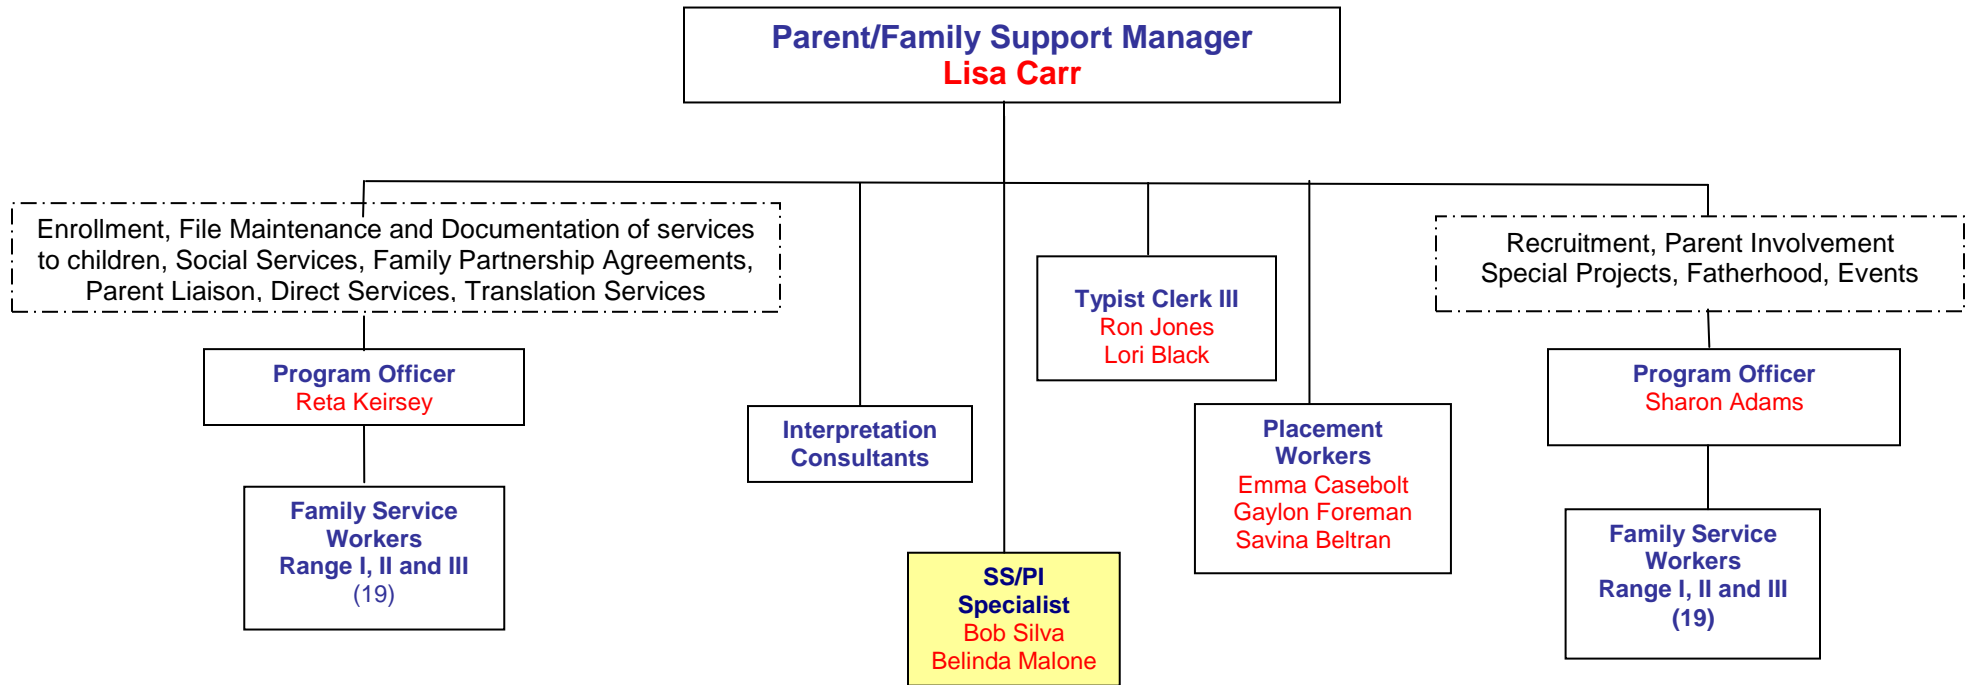 Parent/Family Support Manager
Lisa Carr
Enrollment, File Maintenance and Documentation of services
to children, Social Services, Family Partnership Agreements,
Parent Liaison, Direct Services, Translation Services
Recruitment, Parent Involvement
Special Projects, Fatherhood, Events
Typist Clerk III
Ron Jones
Lori Black
Program Officer
Reta Keirsey
Program Officer
Sharon Adams
Interpretation
Consultants
Placement
Workers
Emma Casebolt
Gaylon Foreman
Savina Beltran
Family Service
Workers
Range I, II and III
(19)
Family Service
Workers
Range I, II and III
(19)
SS/PI
Specialist
Bob Silva
Belinda Malone